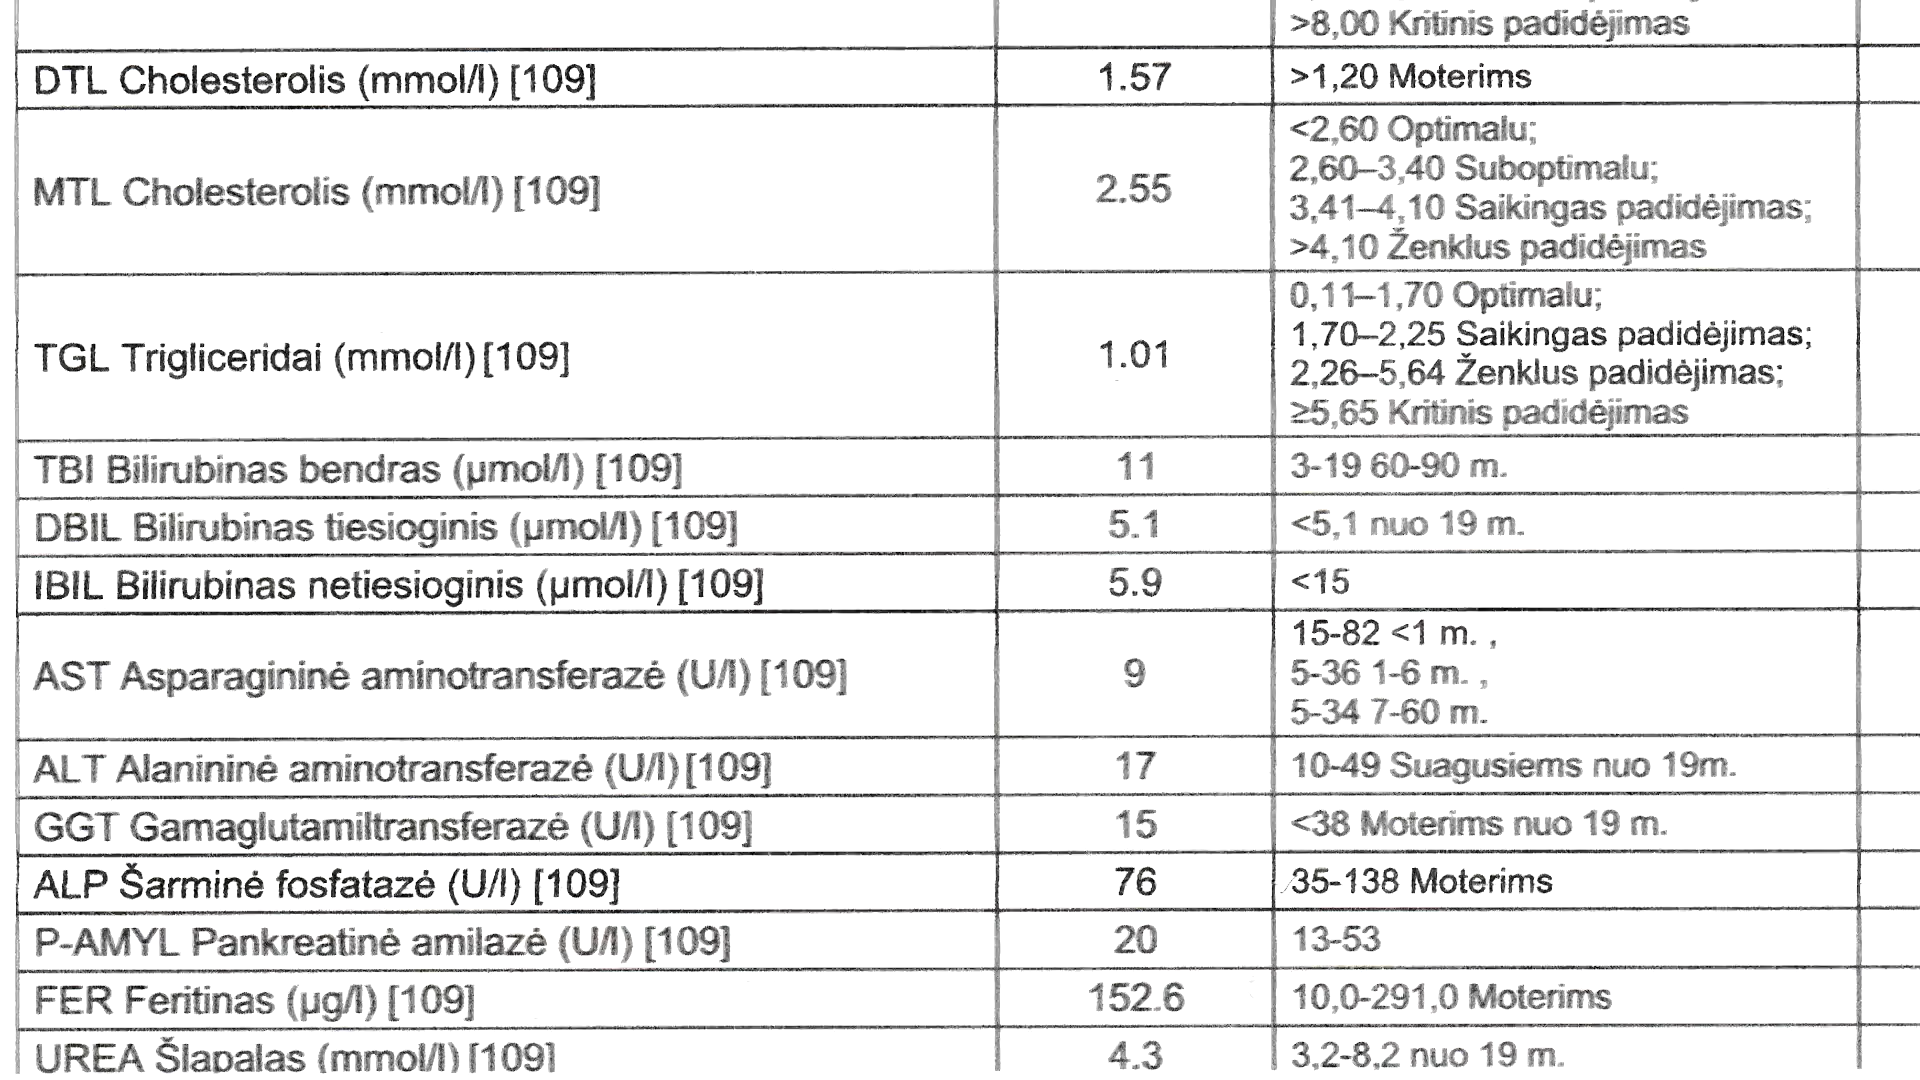 >8,00 Kritinis padidėjimas
DTL Cholesterolis (mmol/l) [109] 1.57 >1,20 Moterims
<2,60 Optimalu;
2,60–3,40 Suboptimalu;
MTL Cholesterolis (mmol/l) [109] 2.55
3,41–4,10 Saikingas padidėjimas;
>4,10 Ženklus padidėjimas
0,11–1,70 Optimalu;
1,70–2,25 Saikingas padidėjimas;
TGL Trigliceridai (mmol/l) [109] 1.01
2,26–5,64 Ženklus padidėjimas;
≥5,65 Kritinis padidėjimas
TBI Bilirubinas bendras (µmol/l) [109] 11 3-19 60-90 m.
DBIL Bilirubinas tiesioginis (µmol/l) [109] 5.1 <5,1 nuo 19 m.
IBIL Bilirubinas netiesioginis (µmol/l) [109] 5.9 <15
15-82 <1 m. ,
AST Asparagininė aminotransferazė (U/l) [109] 9 5-36 1-6 m. ,
5-34 7-60 m.
ALT Alanininė aminotransferazė (U/l) [109] 17 10-49 Suagusiems nuo 19m.
GGT Gamaglutamiltransferazė (U/l) [109] 15 <38 Moterims nuo 19 m.
ALP Šarminė fosfatazė (U/l) [109] 76 35-138 Moterims
P-AMYL Pankreatinė amilazė (U/l) [109] 20 13-53
FER Feritinas (µg/l) [109] 152.6 10,0-291,0 Moterims
UREA Šlapalas (mmol/l) [109] 4.3 3,2-8,2 nuo 19 m.